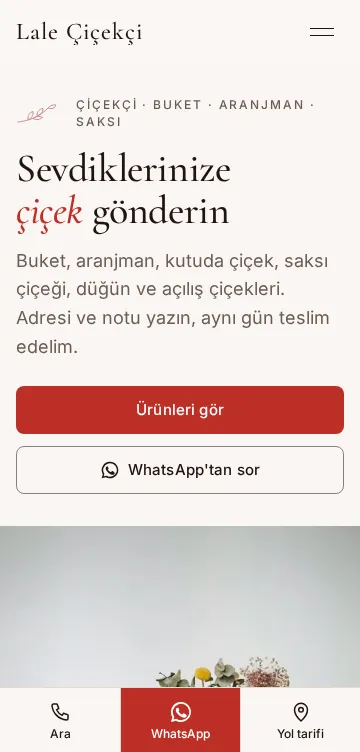 Lale Çiçekçi
ÇİÇEKÇİ · BUKET · ARANJMAN ·
SAKSI
Sevdiklerinize
çiçek gönderin
Buket, aranjman, kutuda çiçek, saksı
çiçeği, düğün ve açılış çiçekleri.
Adresi ve notu yazın, aynı gün teslim
edelim.
Ürünleri gör
WhatsApp'tan sor
Ara
WhatsApp
Yol tarifi